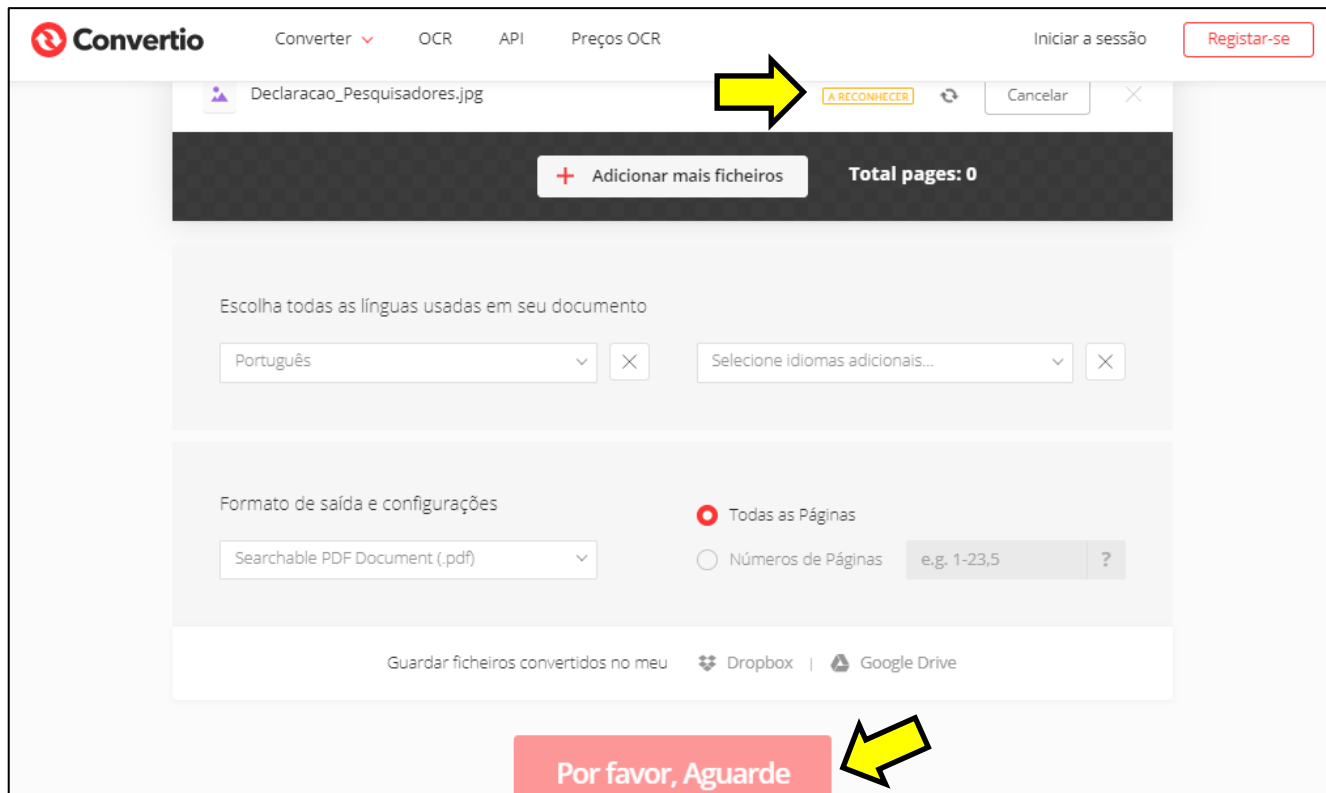 Convertio Converter OCR API Preços OCR Iniciar a sessão Registar-se
Declaracao_Pesquisadores.jpg A RECONHECER Cancelar
+ Adicionar mais ficheiros Total pages: 0
Escolha todas as línguas usadas em seu documento
Português Selecione idiomas adicionais...
Formato de saída e configurações
Todas as Páginas
Searchable PDF Document (.pdf) Números de Páginas e.g. 1-23,5 ?
Guardar ficheiros convertidos no meu Dropbox | Google Drive
Por favor, Aguarde